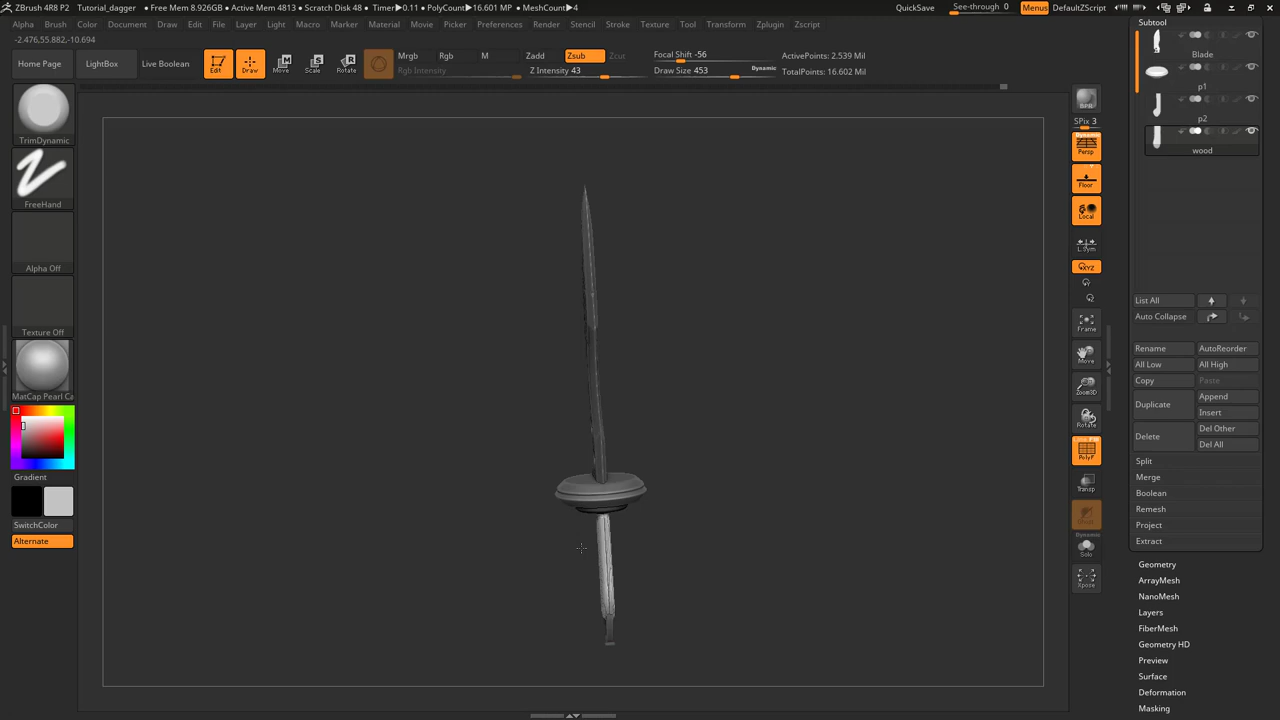 ZBrush 4R8 P2 Tutorial_dagger • Free Mem 8.926GB • Active Mem 4813 • Scratch Disk 48 • Timer▶0.11 • PolyCount▶16.601 MP • MeshCount▶4 QuickSave See-through 0 Menus DefaultZScript
Alpha Brush Color Document Draw Edit File Layer Light Macro Marker Material Movie Picker Preferences Render Stencil Stroke Texture Tool Transform Zplugin Zscript
-2.476,55.882,-10.694
Home Page LightBox Live Boolean Edit Draw Move Scale Rotate
Mrgb Rgb M Zadd Zsub Zcut
Rgb Intensity Z Intensity 43
Focal Shift -56 ActivePoints: 2.539 Mil
Draw Size 453 Dynamic TotalPoints: 16.602 Mil
TrimDynamic
FreeHand
Alpha Off
Texture Off
MatCap Pearl Ca
Gradient
SwitchColor
Alternate
BPR
SPix 3
Dynamic
Persp
Floor
Local
L.Sym
XYZ
Frame
Move
Zoom3D
Rotate
PolyF
Transp
Dynamic
Solo
Xpose
Subtool
Blade
p1
p2
wood
List All
Auto Collapse
Rename AutoReorder
All Low All High
Copy Paste
Duplicate Append
Insert
Delete Del Other
Del All
Split
Merge
Boolean
Remesh
Project
Extract
Geometry
ArrayMesh
NanoMesh
Layers
FiberMesh
Geometry HD
Preview
Surface
Deformation
Masking